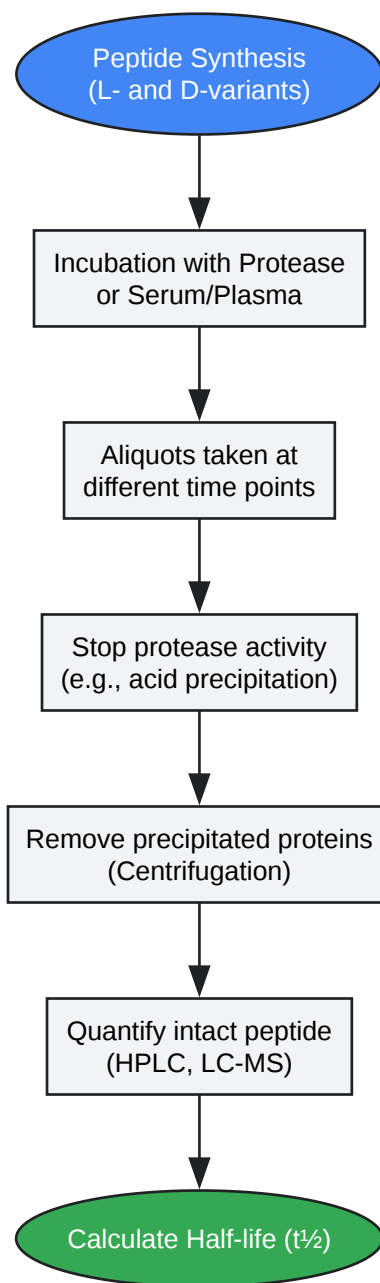 Peptide Synthesis
(L- and D-variants)
Incubation with Protease
or Serum/Plasma
Aliquots taken at
different time points
Stop protease activity
(e.g., acid precipitation)
Remove precipitated proteins
(Centrifugation)
Quantify intact peptide
(HPLC, LC-MS)
Calculate Half-life (t½)